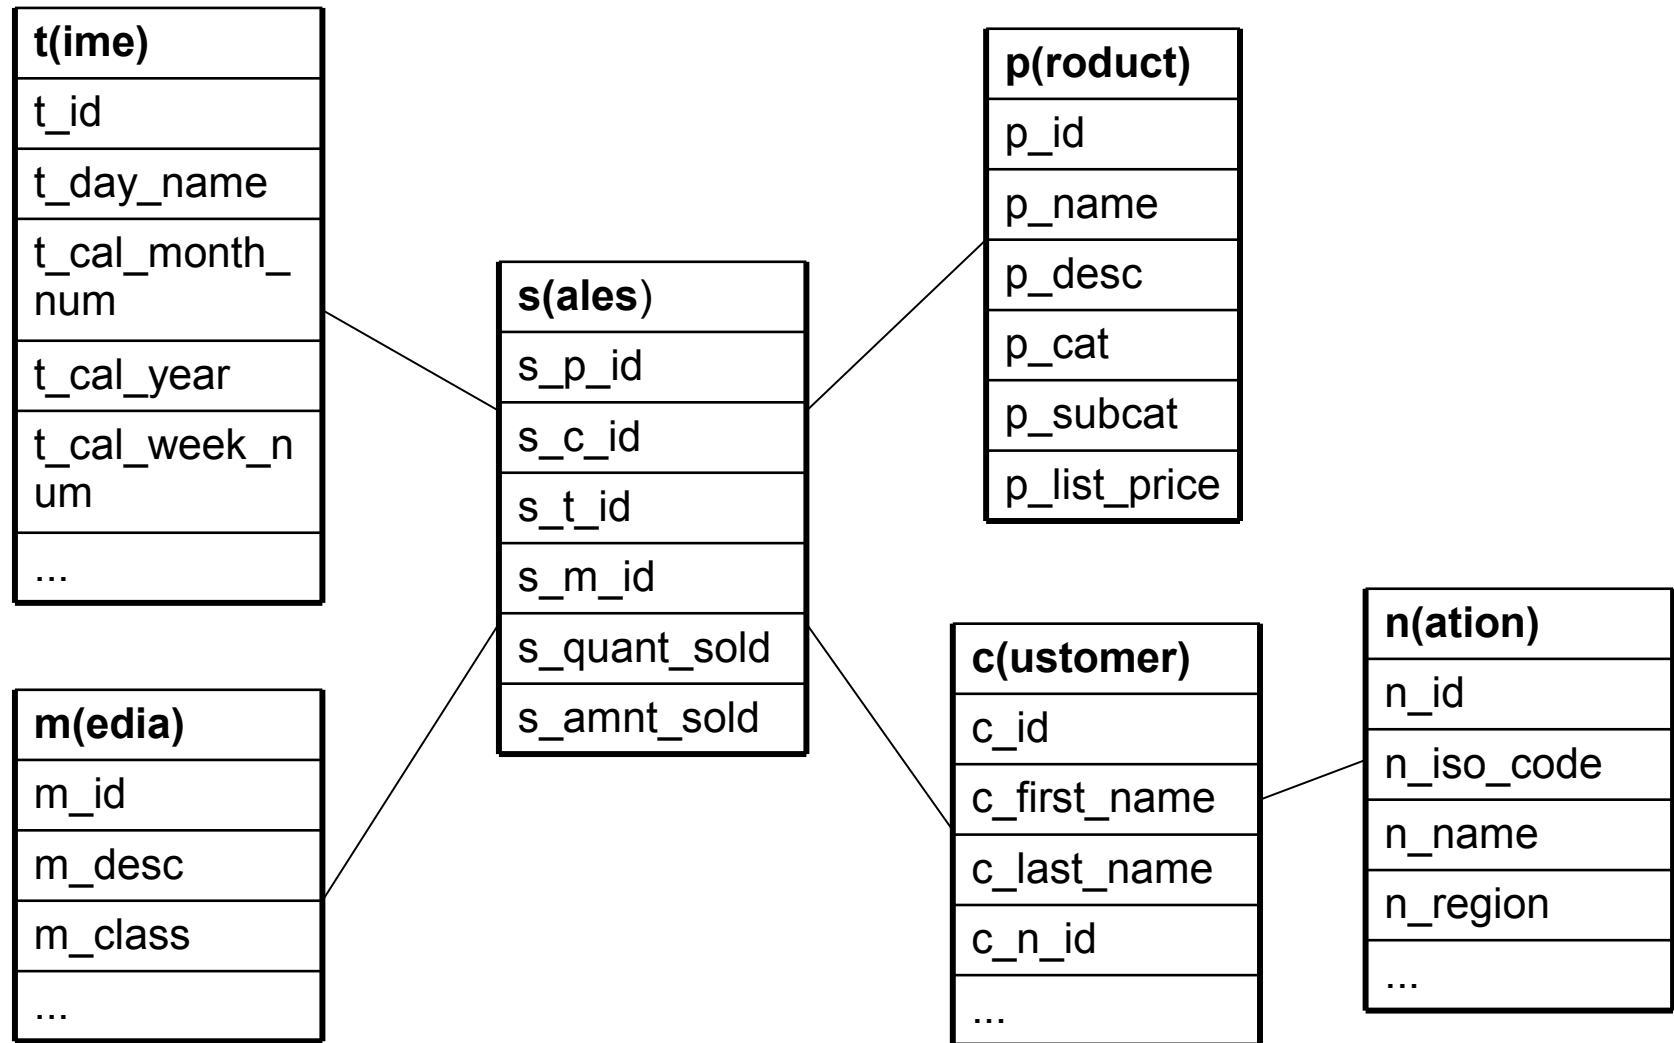 t(ime)
t_id
t_day_name
t_cal_month_
num
t_cal_year
t_cal_week_n
um
...
m(edia)
m_id
m_desc
m_class
...
s(ales)
s_p_id
s_c_id
s_t_id
s_m_id
s_quant_sold
s_amnt_sold
p(roduct)
p_id
p_name
p_desc
p_cat
p_subcat
p_list_price
c(ustomer)
c_id
c_first_name
c_last_name
c_n_id
...
n(ation)
n_id
n_iso_code
n_name
n_region
...